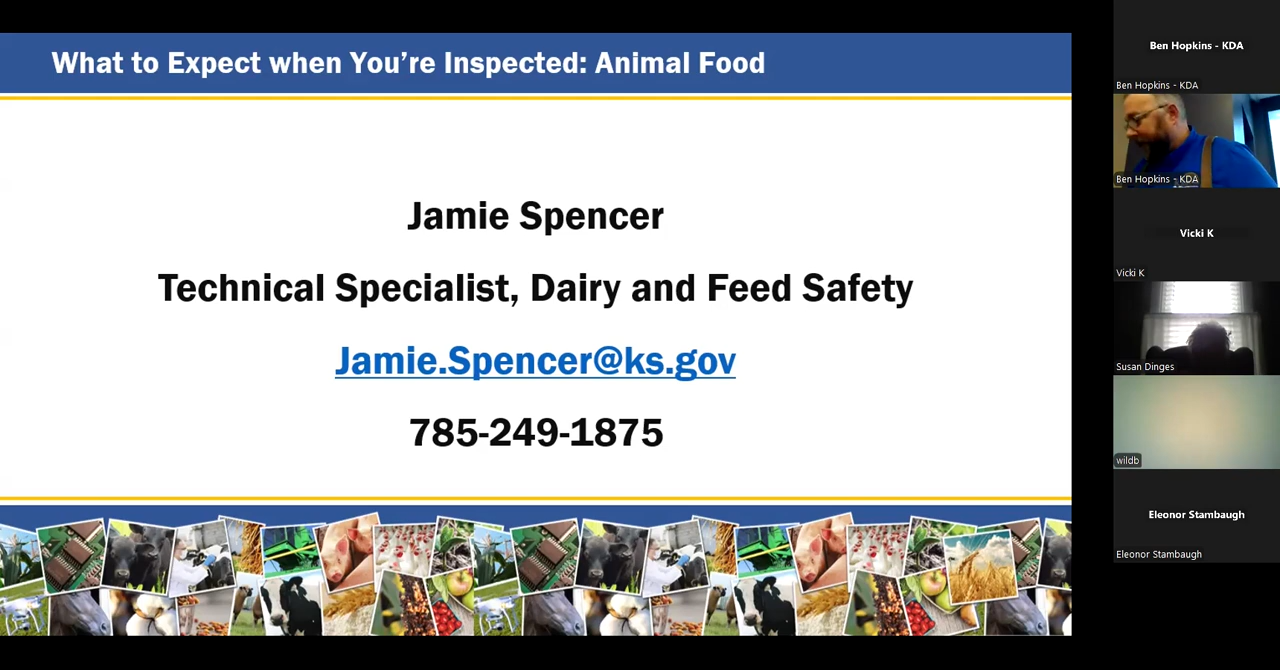 What to Expect when You're Inspected: Animal Food
Jamie Spencer
Technical Specialist, Dairy and Feed Safety
Jamie.Spencer@ks.gov
785-249-1875
Ben Hopkins - KDA
Ben Hopkins - KDA
Ben Hopkins - KDA
Vicki K
Vicki K
Susan Dinges
wildb
Eleonor Stambaugh
Eleonor Stambaugh